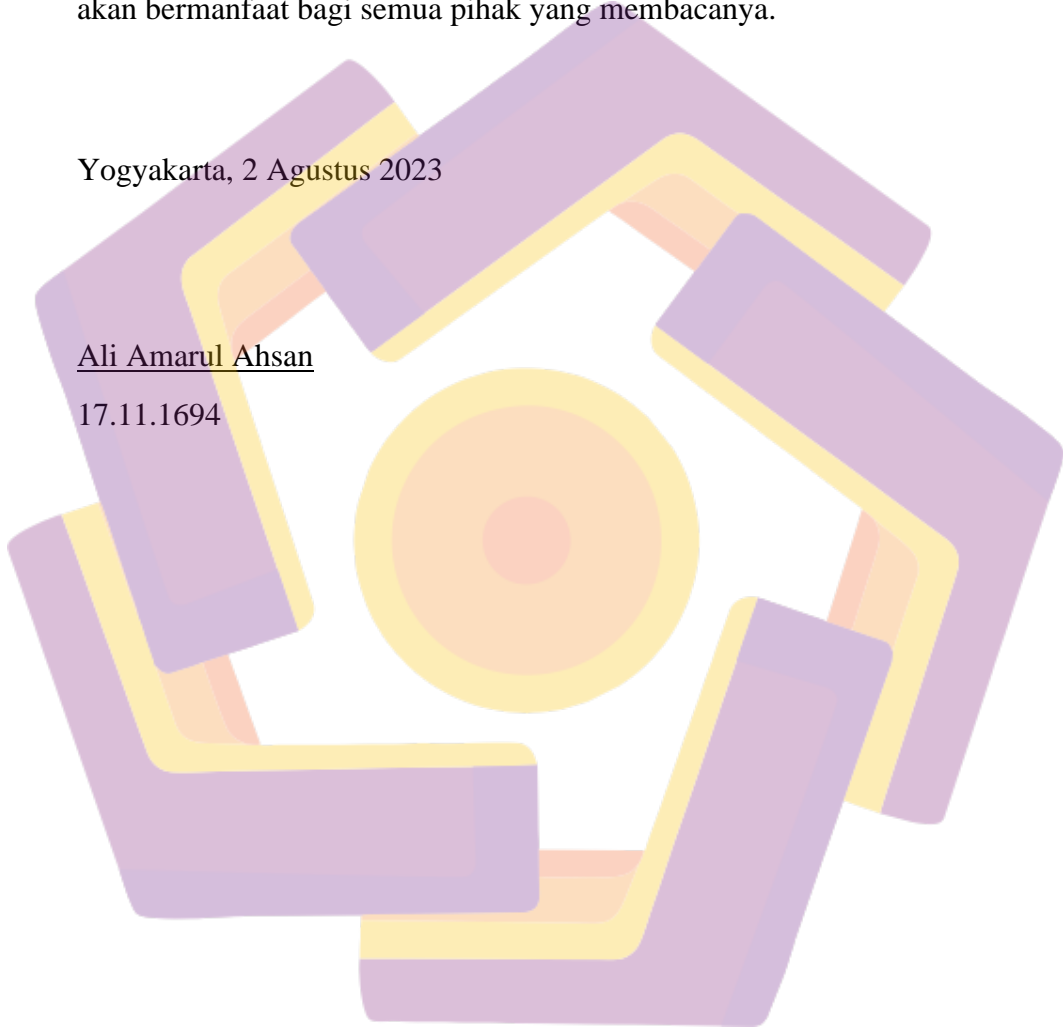 akan bermanfaat bagi semua pihak yang membacanya.
Yogyakarta, 2 Agustus 2023
Ali Amarul Ahsan
17.11.1694